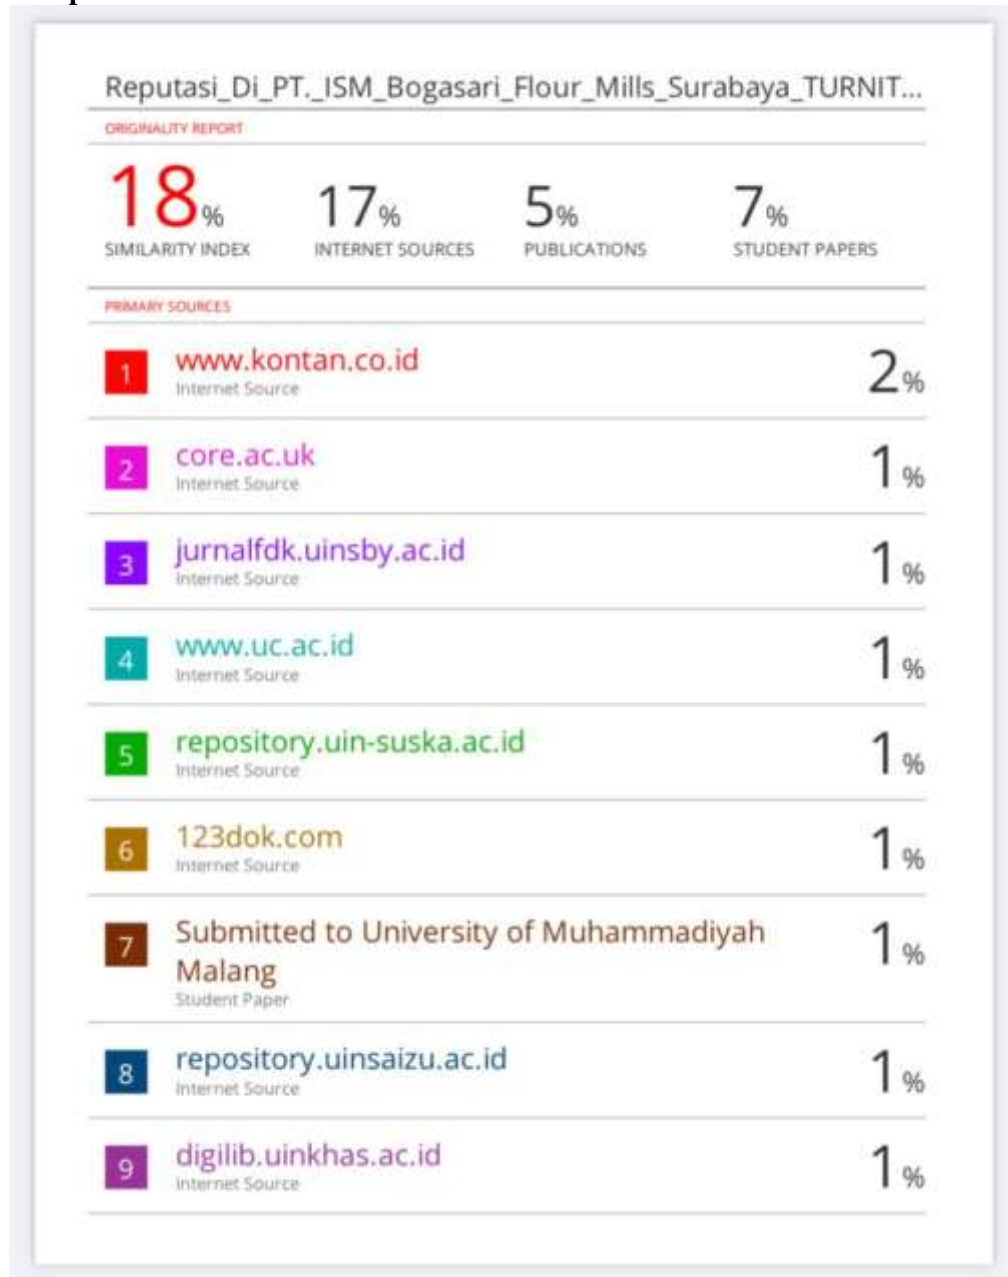 Reputasi_Di_PT._ISM_Bogasari_Flour_Mills_Surabaya_TURNIT...
ORIGINALITY REPORT
18% 17% 5% 7%
SIMILARITY INDEX INTERNET SOURCES PUBLICATIONS STUDENT PAPERS
PRIMARY SOURCES
1 www.kontan.co.id 2%
Internet Source
2 core.ac.uk 1%
Internet Source
3 jurnalfdk.uinsby.ac.id 1%
Internet Source
4 www.uc.ac.id 1%
Internet Source
5 repository.uin-suska.ac.id 1%
Internet Source
6 123dok.com 1%
Internet Source
7 Submitted to University of Muhammadiyah 1%
Malang
Student Paper
8 repository.uinsaizu.ac.id 1%
Internet Source
9 digilib.uinkhas.ac.id 1%
Internet Source